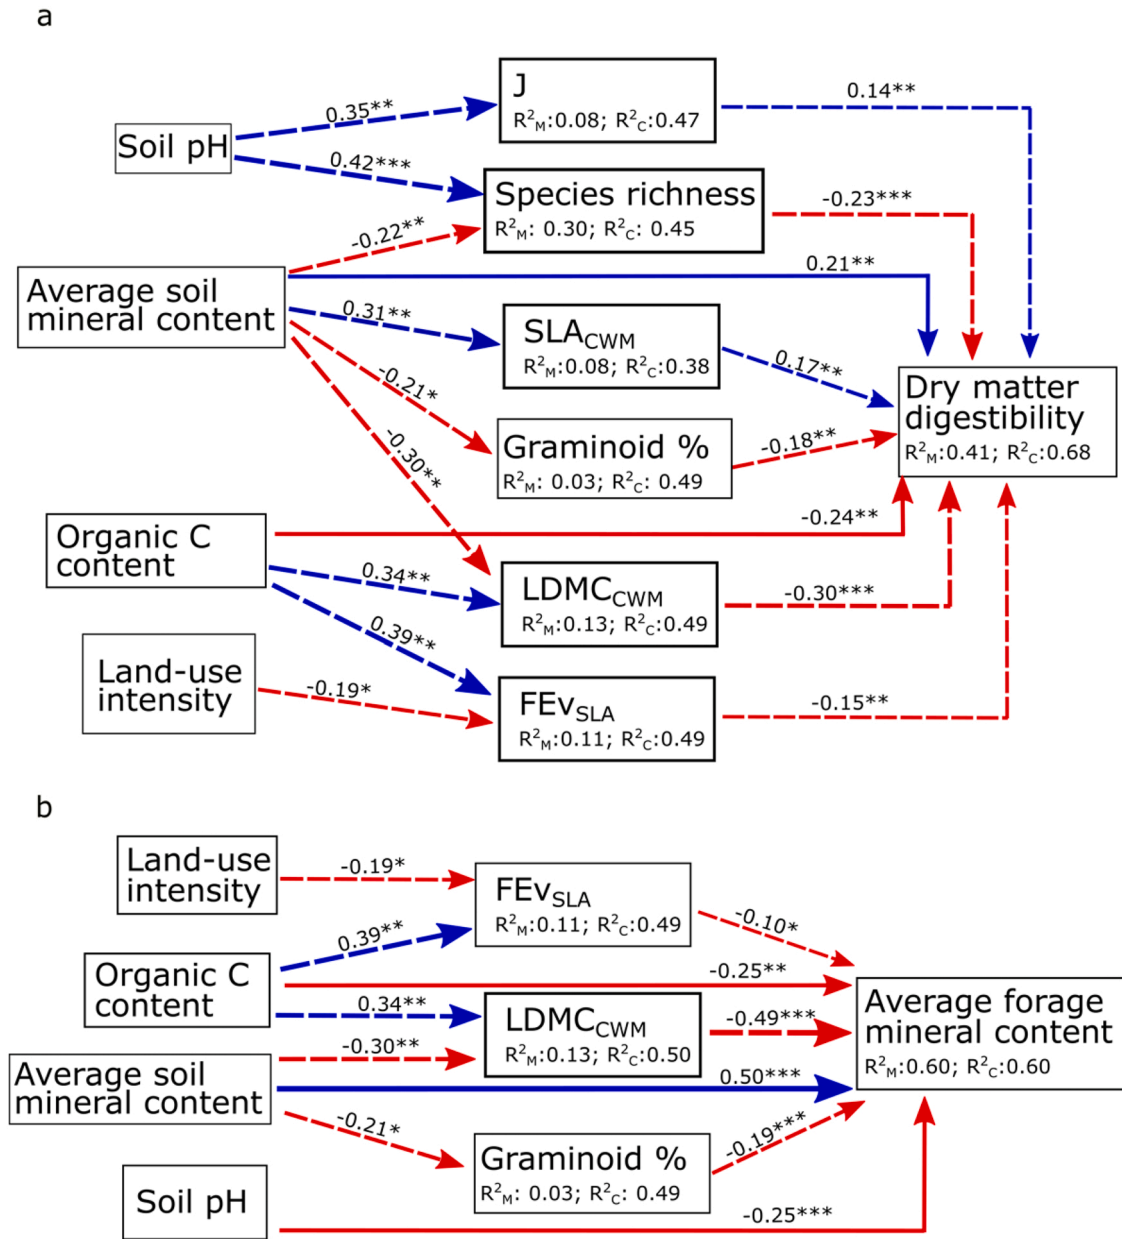 a
J
R²M:0.08; R²C:0.47
0.14**
0.35**
Soil pH
0.42***
Species richness
R²M: 0.30; R²C: 0.45
-0.23***
-0.22**
0.21**
Average soil
mineral content
0.31**
SLACWM
R²M:0.08; R²C:0.38
0.17**
-0.21*
Dry matter
digestibility
R²M:0.41; R²C:0.68
Graminoid %
R²M: 0.03; R²C: 0.49
-0.18**
-0.30**
Organic C
content
-0.24**
0.34**
LDMCCWM
R²M:0.13; R²C:0.49
-0.30***
0.39**
Land-use
intensity
-0.19*
FEvSLA
R²M:0.11; R²C:0.49
-0.15**
b
Land-use
intensity
-0.19*
FEvSLA
R²M:0.11; R²C:0.49
-0.10*
0.39**
Organic C
content
-0.25**
0.34**
LDMCCWM
R²M:0.13; R²C:0.50
-0.49***
Average forage
mineral content
R²M:0.60; R²C:0.60
-0.30**
Average soil
mineral content
0.50***
-0.21*
Graminoid %
R²M: 0.03; R²C: 0.49
-0.19***
Soil pH
-0.25***